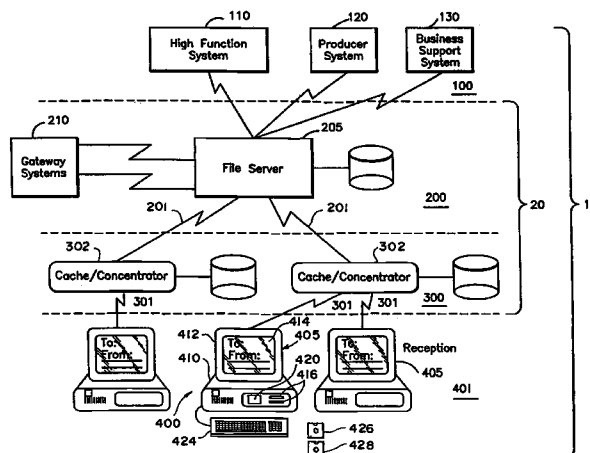 110
120
130
High Function
System
Producer
System
Business
Support
System
100
210
205
Gateway
Systems
File Server
201
201
200
20
1
302
302
Cache/Concentrator
Cache/Concentrator
301
301
301
300
412
414
405
410
To:
From:
To:
From:
To:
From:
Reception
420
416
405
400
401
424
426
428